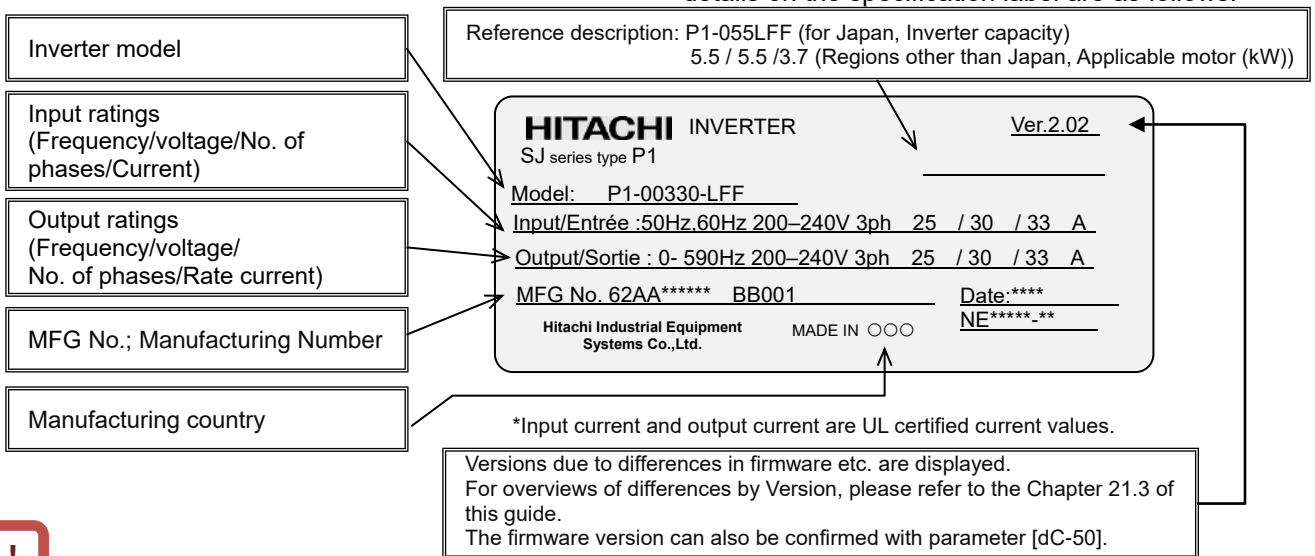 details on the specification label are as follows.
Reference description: P1-055LFF (for Japan, Inverter capacity)
5.5 / 5.5 /3.7 (Regions other than Japan, Applicable motor (kW))
Inverter model
Input ratings
(Frequency/voltage/No. of
phases/Current)
Output ratings
(Frequency/voltage/
No. of phases/Rate current)
MFG No.; Manufacturing Number
Manufacturing country
HITACHI INVERTER Ver.2.02
SJ series type P1
Model: P1-00330-LFF
Input/Entrée :50Hz,60Hz 200–240V 3ph 25 / 30 / 33 A
Output/Sortie : 0- 590Hz 200–240V 3ph 25 / 30 / 33 A
MFG No. 62AA****** BB001 Date:****
NE*****-**
Hitachi Industrial Equipment
Systems Co.,Ltd.
MADE IN ○○○
*Input current and output current are UL certified current values.
Versions due to differences in firmware etc. are displayed.
For overviews of differences by Version, please refer to the Chapter 21.3 of
this guide.
The firmware version can also be confirmed with parameter [dC-50].
!